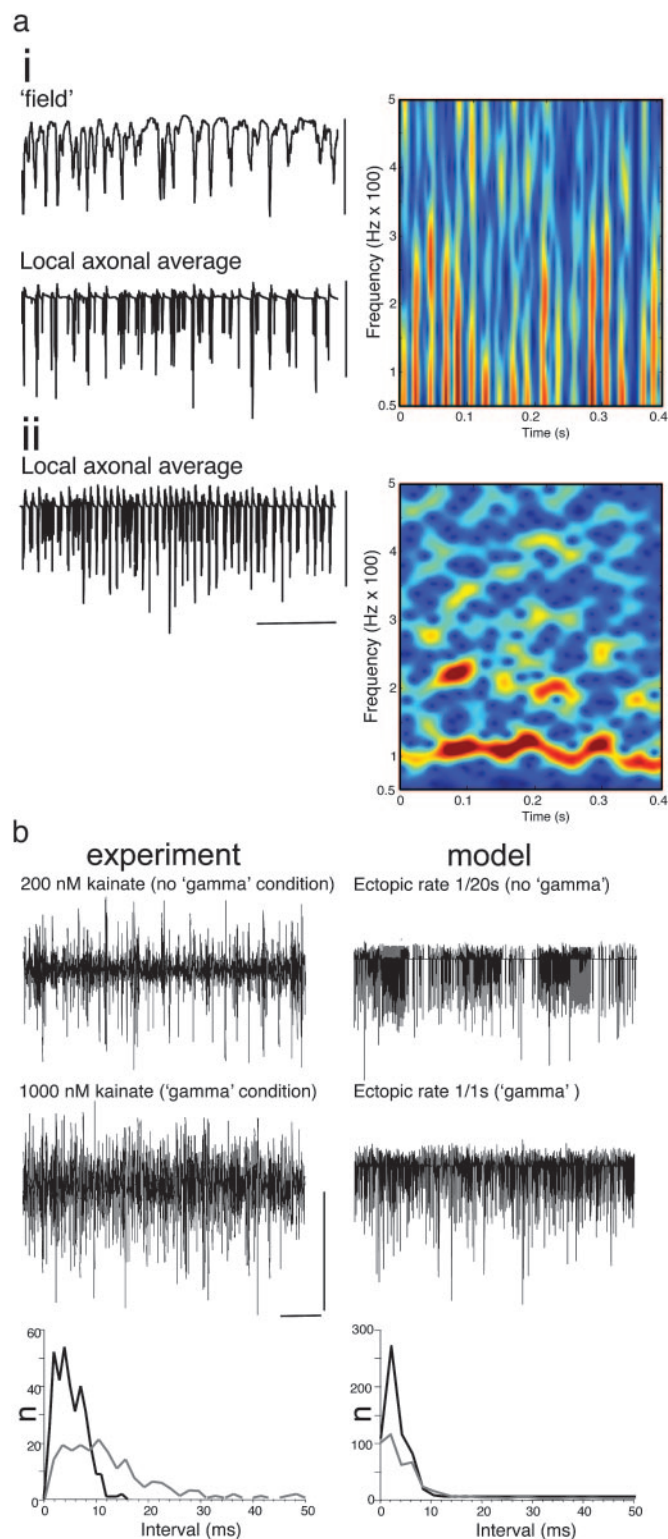 a
i
'field'
Local axonal average
ii
Local axonal average
5
4
3
2
1
0.5
Frequency (Hz x 100)
0 0.1 0.2 0.3 0.4
Time (s)
5
4
3
2
1
0.5
Frequency (Hz x 100)
0 0.1 0.2 0.3 0.4
Time (s)
b
experiment model
200 nM kainate (no 'gamma' condition) Ectopic rate 1/20s (no 'gamma')
1000 nM kainate ('gamma' condition) Ectopic rate 1/1s ('gamma' )
60
40
20
0
n
0 10 20 30 40 50
Interval (ms)
300
200
100
0
n
0 10 20 30 40 50
Interval (ms)